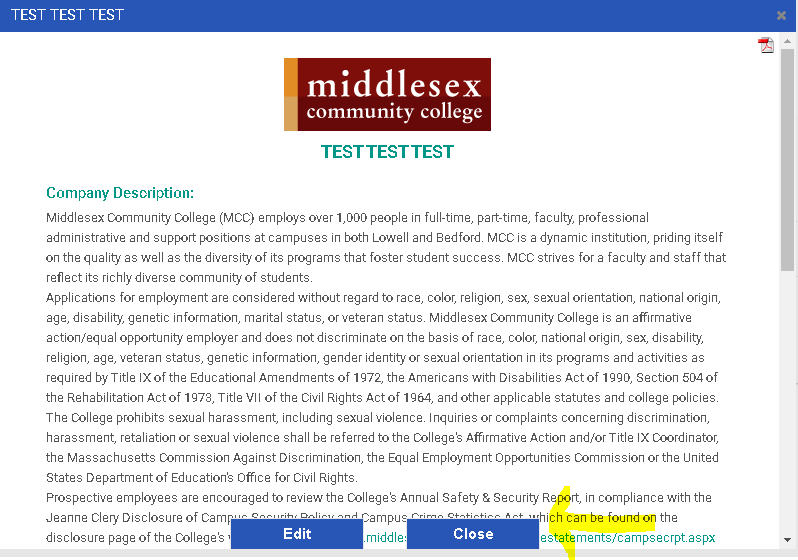 TEST TEST TEST
middlesex
community college
TEST TEST TEST
Company Description:
Middlesex Community College (MCC) employs over 1,000 people in full-time, part-time, faculty, professional
administrative and support positions at campuses in both Lowell and Bedford. MCC is a dynamic institution, priding itself
on the quality as well as the diversity of its programs that foster student success. MCC strives for a faculty and staff that
reflect its richly diverse community of students.
Applications for employment are considered without regard to race, color, religion, sex, sexual orientation, national origin,
age, disability, genetic information, marital status, or veteran status. Middlesex Community College is an affirmative
action/equal opportunity employer and does not discriminate on the basis of race, color, national origin, sex, disability,
religion, age, veteran status, genetic information, gender identity or sexual orientation in its programs and activities as
required by Title IX of the Educational Amendments of 1972, the Americans with Disabilities Act of 1990, Section 504 of
the Rehabilitation Act of 1973, Title VII of the Civil Rights Act of 1964, and other applicable statutes and college policies.
The College prohibits sexual harassment, including sexual violence. Inquiries or complaints concerning discrimination,
harassment, retaliation or sexual violence shall be referred to the College's Affirmative Action and/or Title IX Coordinator,
the Massachusetts Commission Against Discrimination, the Equal Employment Opportunities Commission or the United
States Department of Education's Office for Civil Rights.
Prospective employees are encouraged to review the College's Annual Safety & Security Report, in compliance with the
Jeanne Clery Disclosure of Campus Security Policy and Campus Crime Statistics Act, which can be found on the
disclosure page of the College's .middles estatements/campsecrpt.aspx
Edit Close